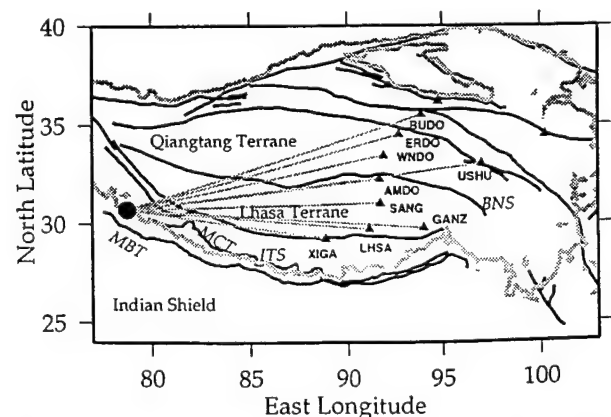 40
35
30
25
North Latitude
Qiangtang Terrane
BUDO
ERDO
WNDO
USHU
AMDO
BNS
SANG
Lhasa Terrane
GANZ
MCT
LHSA
MBT
ITS
XIGA
Indian Shield
80
85
90
95
100
East Longitude